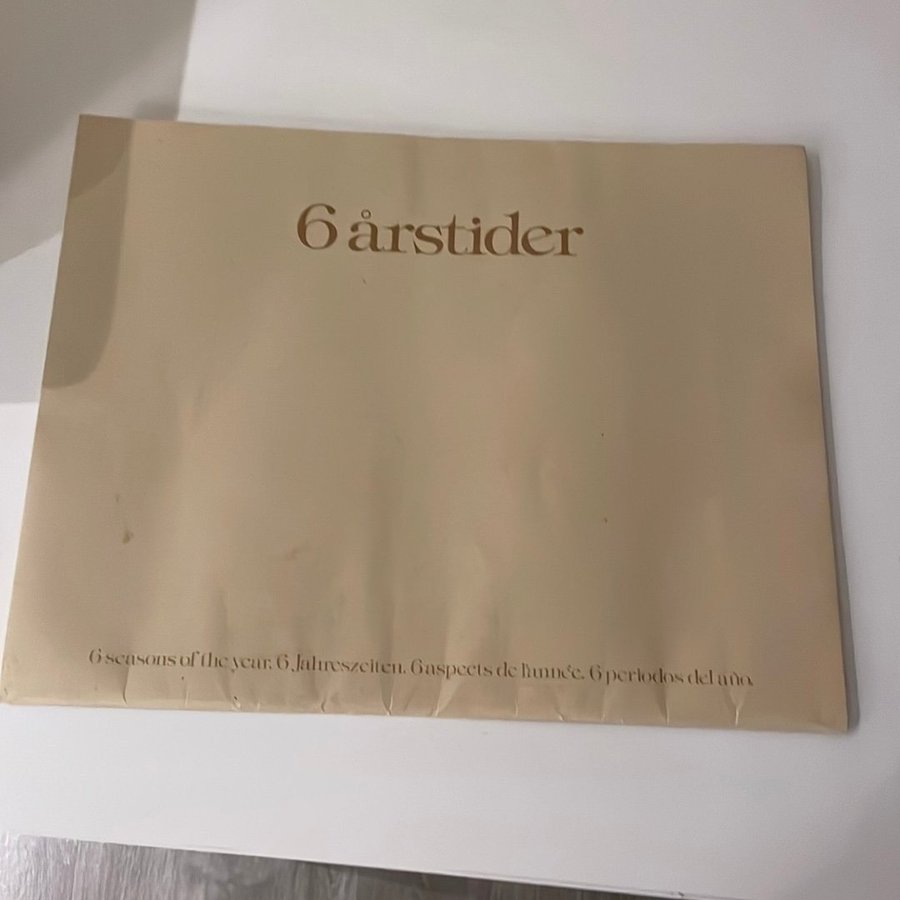 6 årstider
6 seasons of the year. 6 Jahreszeiten. 6 aspects de l'année. 6 periodos del año.